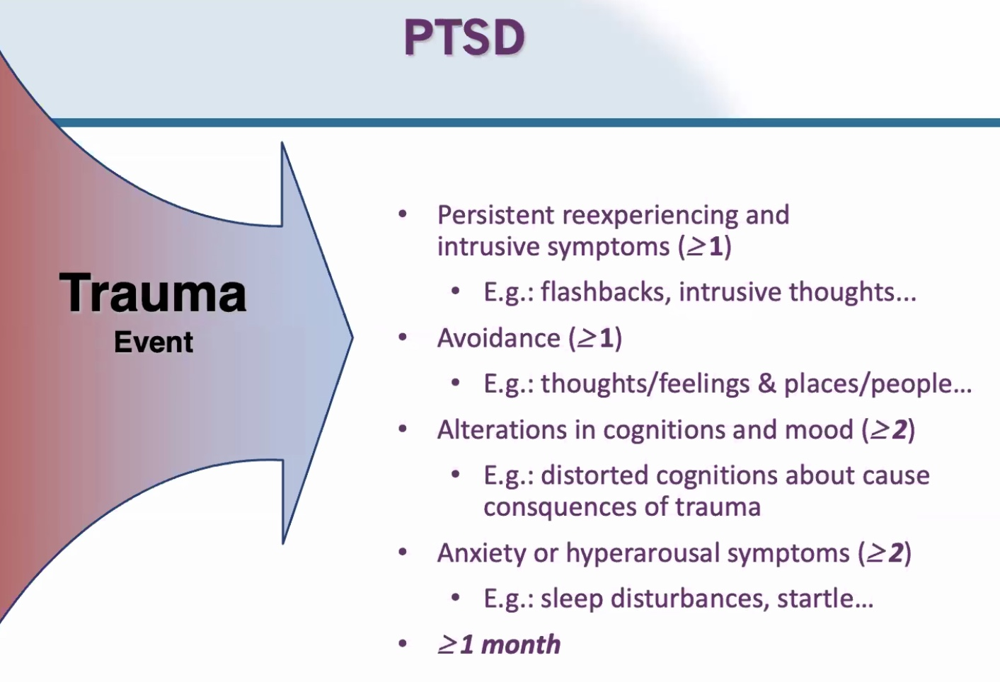 PTSD
Trauma
Event
• Persistent reexperiencing and
intrusive symptoms (≥1)
• E.g.: flashbacks, intrusive thoughts...
• Avoidance (≥1)
• E.g.: thoughts/feelings & places/people...
• Alterations in cognitions and mood (≥2)
• E.g.: distorted cognitions about cause
consquences of trauma
• Anxiety or hyperarousal symptoms (≥2)
• E.g.: sleep disturbances, startle...
• ≥1 month